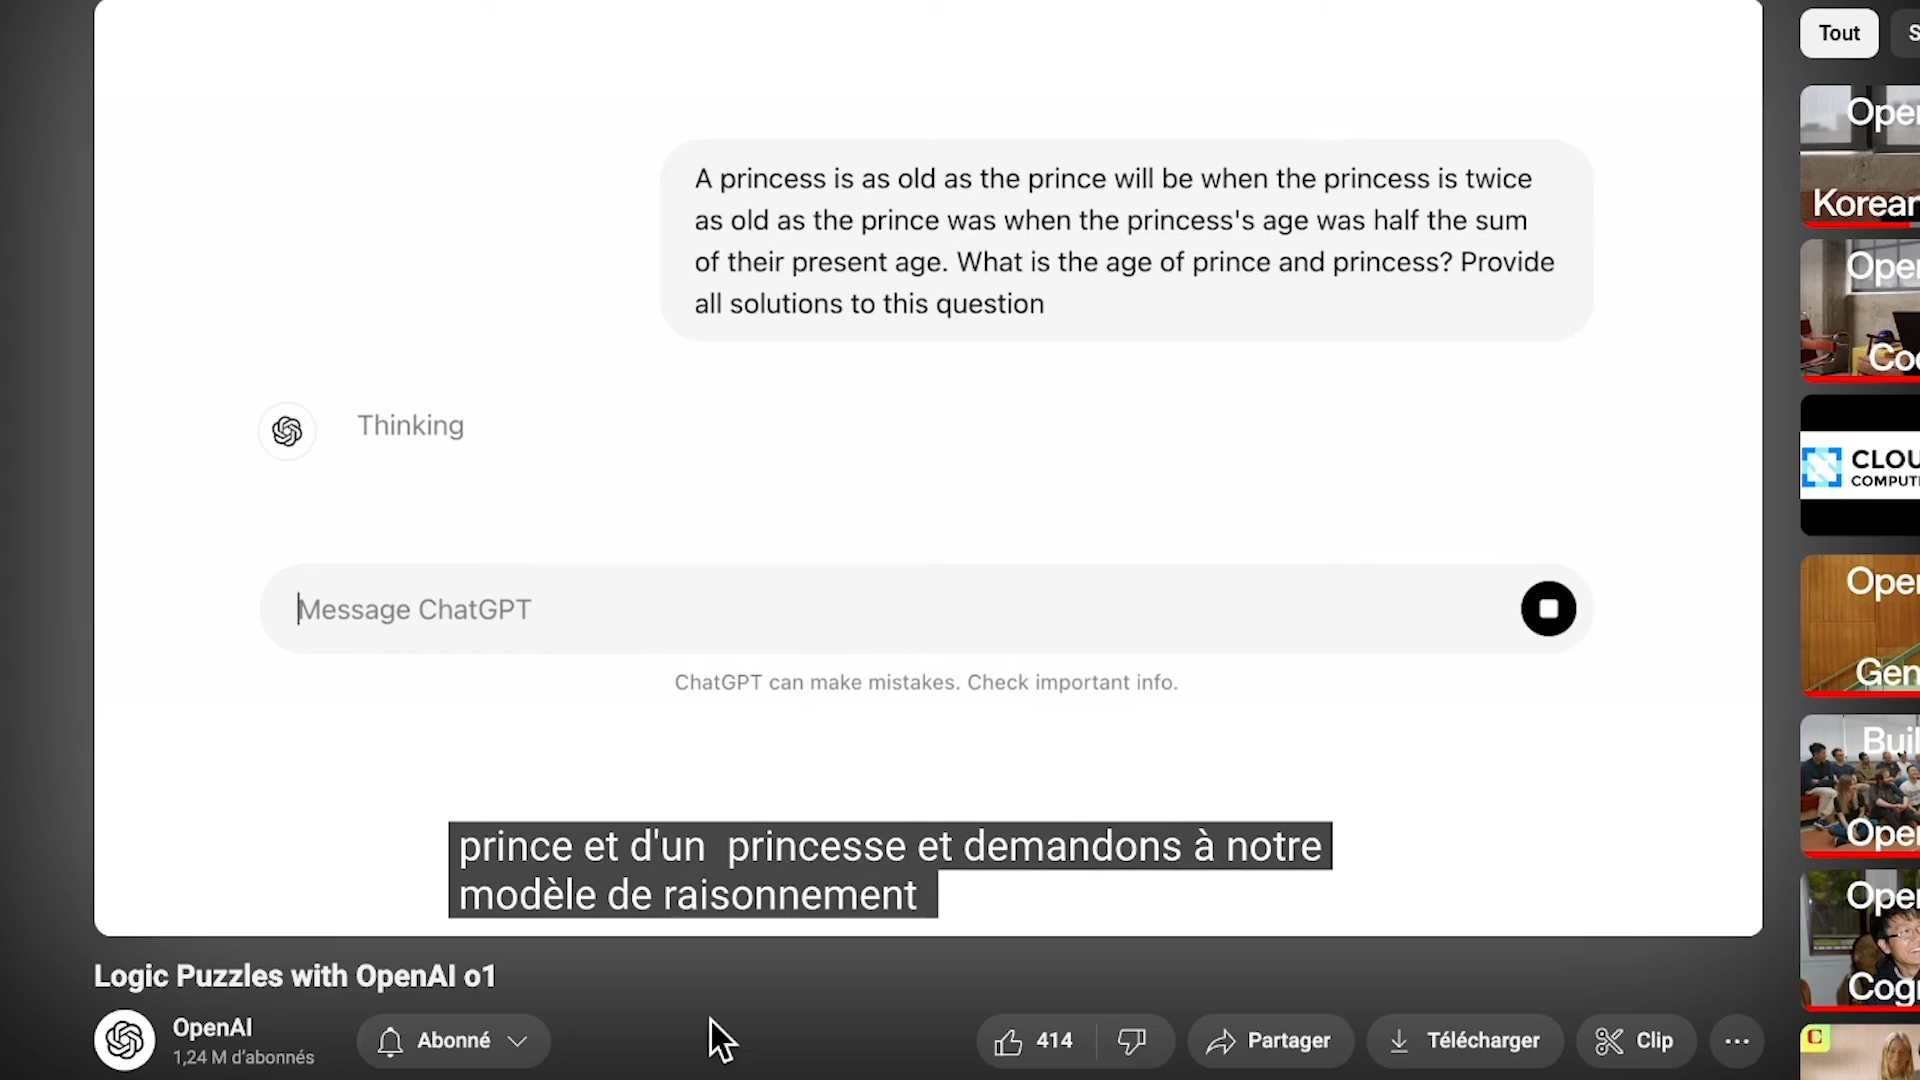 A princess is as old as the prince will be when the princess is twice
as old as the prince was when the princess's age was half the sum
of their present age. What is the age of prince and princess? Provide
all solutions to this question
Thinking
Message ChatGPT
ChatGPT can make mistakes. Check important info.
prince et d'un  princesse et demandons à notre
modèle de raisonnement
Logic Puzzles with OpenAI o1
OpenAI
1,24 M d'abonnés
Abonné
414
Partager
Télécharger
Clip
Tout
Korean
C